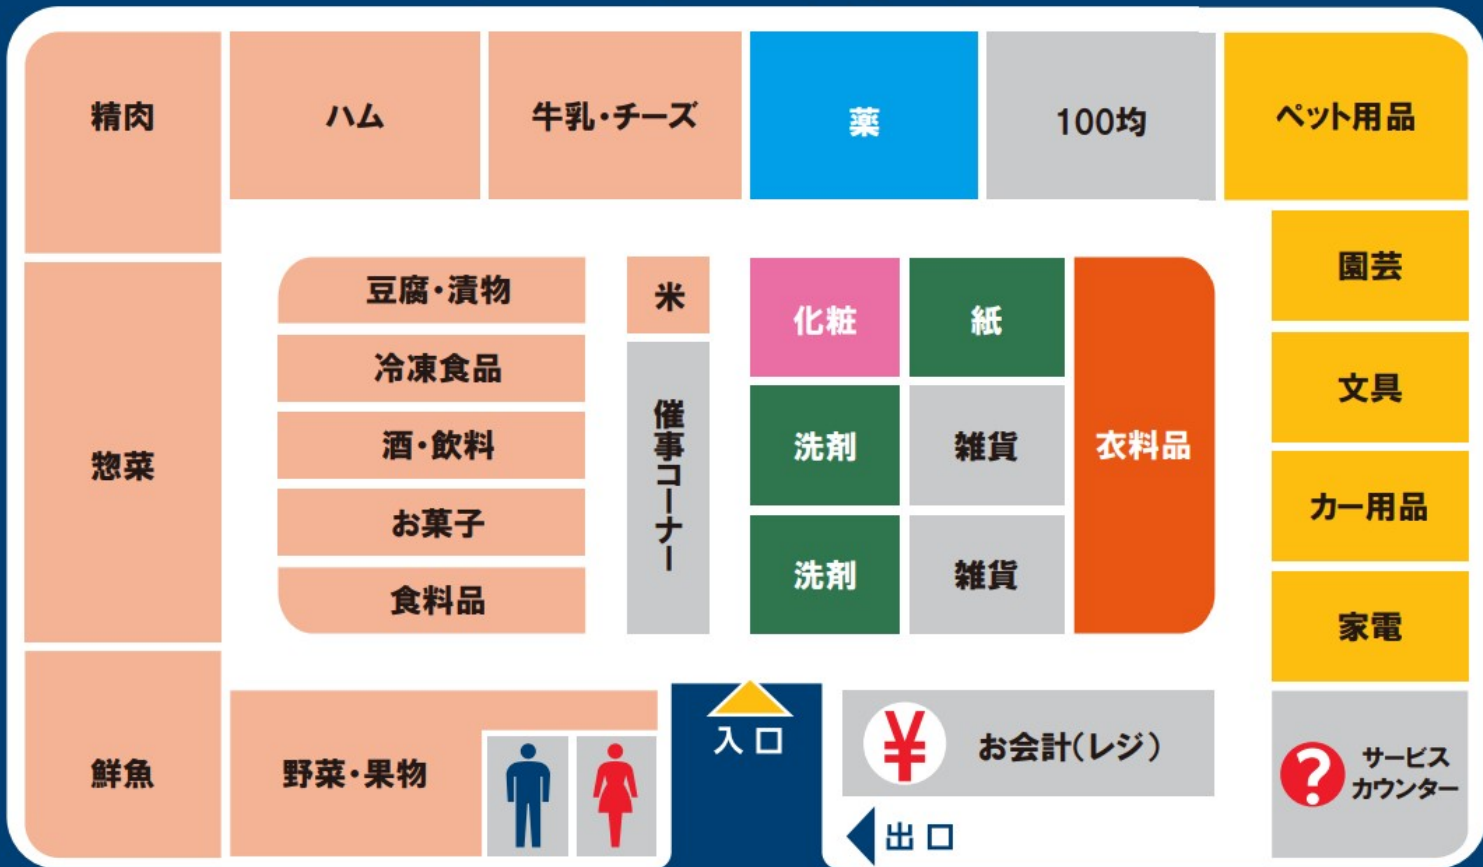 精肉
ハム
牛乳・チーズ
薬
100均
ペット用品
惣菜
豆腐・漬物
冷凍食品
酒・飲料
お菓子
食料品
米
催事コーナー
化粧
紙
洗剤
雑貨
洗剤
雑貨
衣料品
園芸
文具
カー用品
家電
鮮魚
野菜・果物
入口
¥
お会計(レジ)
出口
?
サービス
カウンター